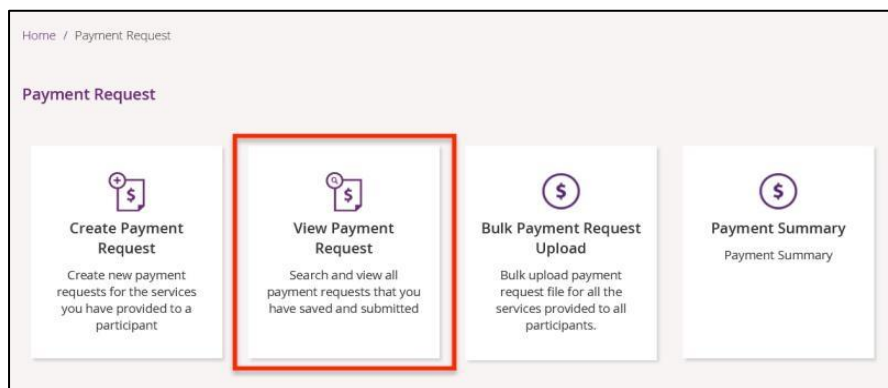 Home / Payment Request
Payment Request
$
Create Payment
Request
Create new payment
requests for the services
you have provided to a
participant
$
View Payment
Request
Search and view all
payment requests that you
have saved and submitted
$
Bulk Payment Request
Upload
Bulk upload payment
request file for all the
services provided to all
participants.
$
Payment Summary
Payment Summary